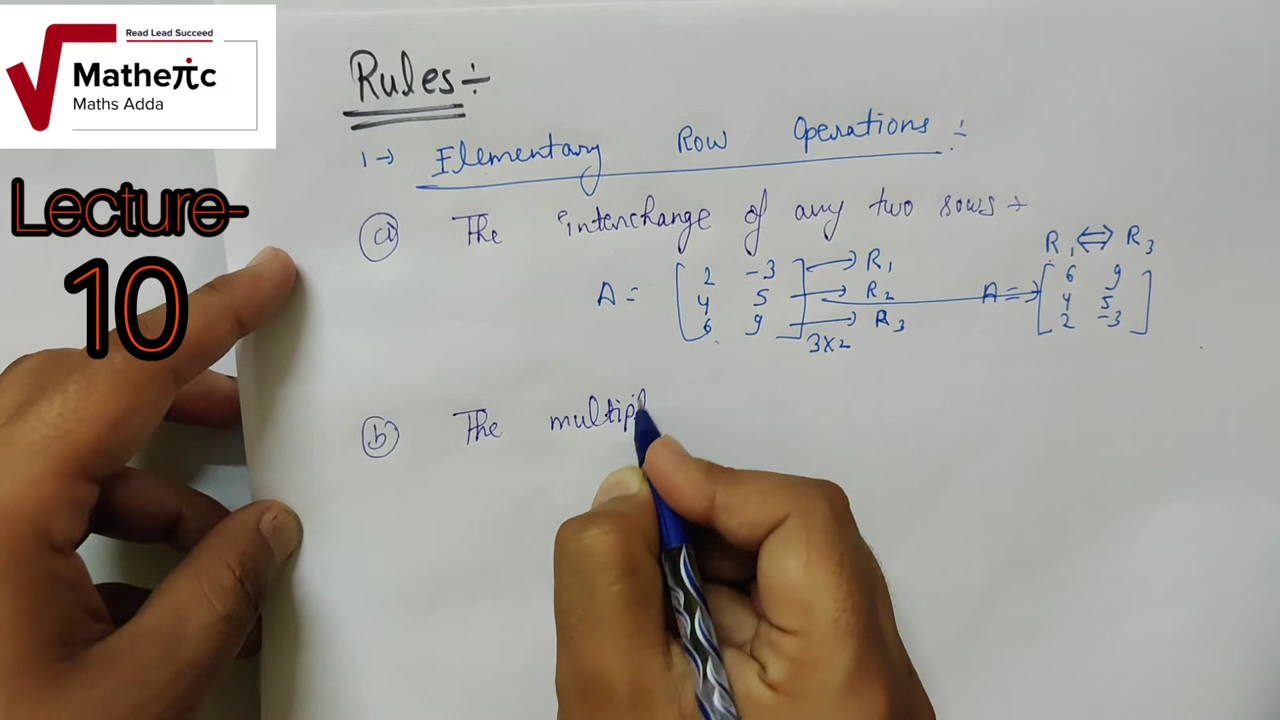 Read Lead Succeed
Matheπc
Maths Adda
Lecture-
10
Rules÷
1→ Elementary Row Operations ÷
(a) The interchange of any two rows ÷
R1 ⇔ R3
A = [ 2 -3 ] → R1 A = [ 6 9 ]
[ 4 5 ] → R2 [ 4 5 ]
[ 6 9 ] → R3 [ 2 -3 ]
3x2
(b) The multipl